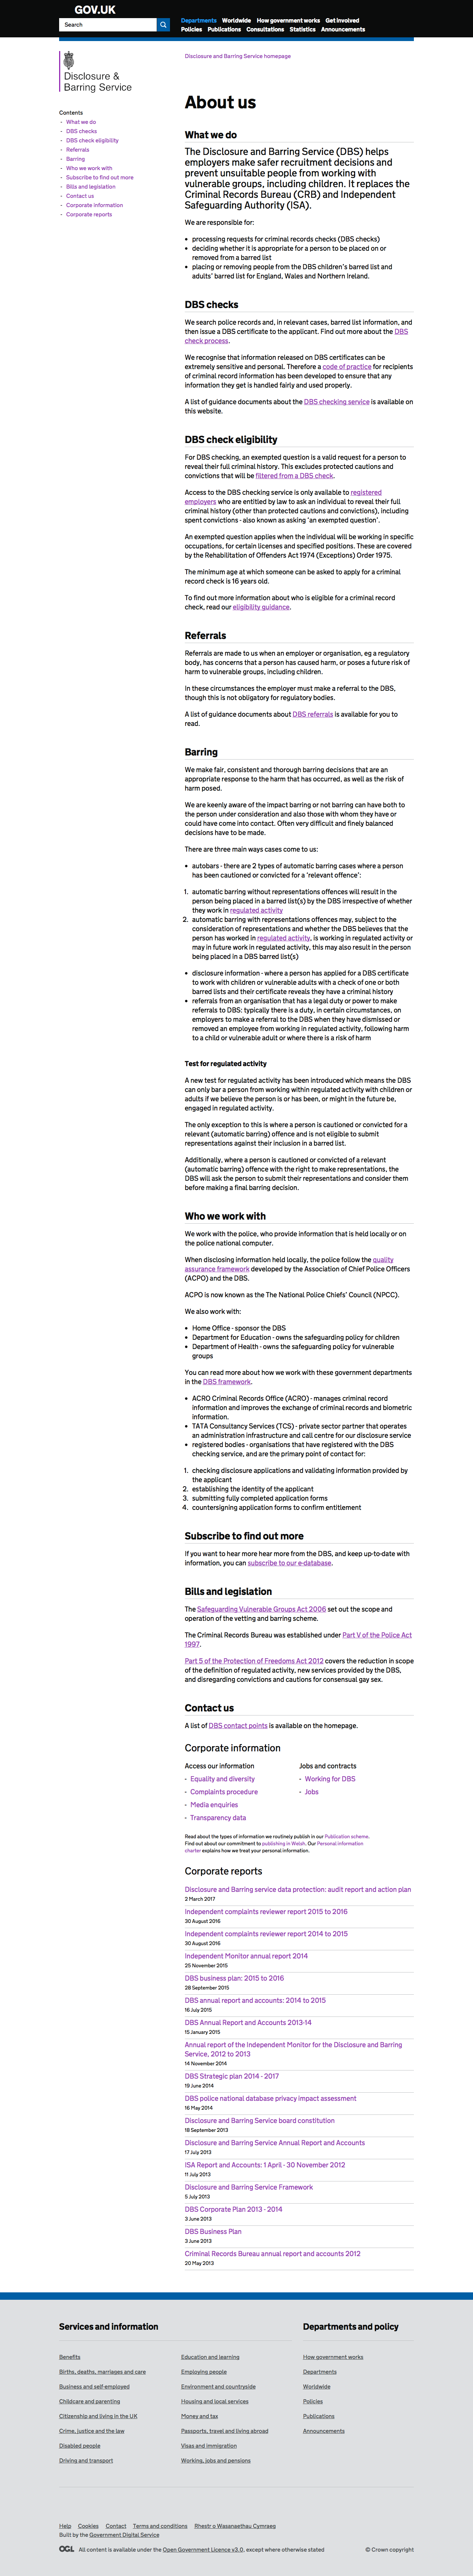 GOV.UK
Search
Departments Worldwide How government works Get involved
Policies Publications Consultations Statistics Announcements
Disclosure and Barring Service homepage
Disclosure &
Barring Service
Contents
- What we do
- DBS checks
- DBS check eligibility
- Referrals
- Barring
- Who we work with
- Subscribe to find out more
- Bills and legislation
- Contact us
- Corporate information
- Corporate reports
About us
What we do
The Disclosure and Barring Service (DBS) helps
employers make safer recruitment decisions and
prevent unsuitable people from working with
vulnerable groups, including children. It replaces the
Criminal Records Bureau (CRB) and Independent
Safeguarding Authority (ISA).
We are responsible for:
• processing requests for criminal records checks (DBS checks)
• deciding whether it is appropriate for a person to be placed on or
removed from a barred list
• placing or removing people from the DBS children's barred list and
adults' barred list for England, Wales and Northern Ireland.
DBS checks
We search police records and, in relevant cases, barred list information, and
then issue a DBS certificate to the applicant. Find out more about the DBS
check process.
We recognise that information released on DBS certificates can be
extremely sensitive and personal. Therefore a code of practice for recipients
of criminal record information has been developed to ensure that any
information they get is handled fairly and used properly.
A list of guidance documents about the DBS checking service is available on
this website.
DBS check eligibility
For DBS checking, an exempted question is a valid request for a person to
reveal their full criminal history. This excludes protected cautions and
convictions that will be filtered from a DBS check.
Access to the DBS checking service is only available to registered
employers who are entitled by law to ask an individual to reveal their full
criminal history (other than protected cautions and convictions), including
spent convictions - also known as asking 'an exempted question'.
An exempted question applies when the individual will be working in specific
occupations, for certain licenses and specified positions. These are covered
by the Rehabilitation of Offenders Act 1974 (Exceptions) Order 1975.
The minimum age at which someone can be asked to apply for a criminal
record check is 16 years old.
To find out more information about who is eligible for a criminal record
check, read our eligibility guidance.
Referrals
Referrals are made to us when an employer or organisation, eg a regulatory
body, has concerns that a person has caused harm, or poses a future risk of
harm to vulnerable groups, including children.
In these circumstances the employer must make a referral to the DBS,
though this is not obligatory for regulatory bodies.
A list of guidance documents about DBS referrals is available for you to
read.
Barring
We make fair, consistent and thorough barring decisions that are an
appropriate response to the harm that has occurred, as well as the risk of
harm posed.
We are keenly aware of the impact barring or not barring can have both to
the person under consideration and also those with whom they have or
could have come into contact. Often very difficult and finely balanced
decisions have to be made.
There are three main ways cases come to us:
• autobars - there are 2 types of automatic barring cases where a person
has been cautioned or convicted for a 'relevant offence':
1. automatic barring without representations offences will result in the
person being placed in a barred list(s) by the DBS irrespective of whether
they work in regulated activity
2. automatic barring with representations offences may, subject to the
consideration of representations and whether the DBS believes that the
person has worked in regulated activity, is working in regulated activity or
may in future work in regulated activity, this may also result in the person
being placed in a DBS barred list(s)
• disclosure information - where a person has applied for a DBS certificate
to work with children or vulnerable adults with a check of one or both
barred lists and their certificate reveals they have a criminal history
• referrals from an organisation that has a legal duty or power to make
referrals to DBS: typically there is a duty, in certain circumstances, on
employers to make a referral to the DBS when they have dismissed or
removed an employee from working in regulated activity, following harm
to a child or vulnerable adult or where there is a risk of harm
Test for regulated activity
A new test for regulated activity has been introduced which means the DBS
can only bar a person from working within regulated activity with children or
adults if we believe the person is or has been, or might in the future be,
engaged in regulated activity.
The only exception to this is where a person is cautioned or convicted for a
relevant (automatic barring) offence and is not eligible to submit
representations against their inclusion in a barred list.
Additionally, where a person is cautioned or convicted of a relevant
(automatic barring) offence with the right to make representations, the
DBS will ask the person to submit their representations and consider them
before making a final barring decision.
Who we work with
We work with the police, who provide information that is held locally or on
the police national computer.
When disclosing information held locally, the police follow the quality
assurance framework developed by the Association of Chief Police Officers
(ACPO) and the DBS.
ACPO is now known as the The National Police Chiefs' Council (NPCC).
We also work with:
• Home Office - sponsor the DBS
• Department of Education - owns the safeguarding policy for children
• Department of Health - owns the safeguarding policy for vulnerable
groups
You can read more about how we work with these government departments
in the DBS framework.
• ACRO Criminal Records Office (ACRO) - manages criminal record
information and improves the exchange of criminal records and biometric
information.
• TATA Consultancy Services (TCS) - private sector partner that operates
an administration infrastructure and call centre for our disclosure service
• registered bodies - organisations that have registered with the DBS
checking service, and are the primary point of contact for:
1. checking disclosure applications and validating information provided by
the applicant
2. establishing the identity of the applicant
3. submitting fully completed application forms
4. countersigning application forms to confirm entitlement
Subscribe to find out more
If you want to hear more hear more from the DBS, and keep up-to-date with
information, you can subscribe to our e-database.
Bills and legislation
The Safeguarding Vulnerable Groups Act 2006 set out the scope and
operation of the vetting and barring scheme.
The Criminal Records Bureau was established under Part V of the Police Act
1997.
Part 5 of the Protection of Freedoms Act 2012 covers the reduction in scope
of the definition of regulated activity, new services provided by the DBS,
and disregarding convictions and cautions for consensual gay sex.
Contact us
A list of DBS contact points is available on the homepage.
Corporate information
Access our information
- Equality and diversity
- Complaints procedure
- Media enquiries
- Transparency data
Jobs and contracts
- Working for DBS
- Jobs
Read about the types of information we routinely publish in our Publication scheme.
Find out about our commitment to publishing in Welsh. Our Personal information
charter explains how we treat your personal information.
Corporate reports
Disclosure and Barring service data protection: audit report and action plan
2 March 2017
Independent complaints reviewer report 2015 to 2016
30 August 2016
Independent complaints reviewer report 2014 to 2015
30 August 2016
Independent Monitor annual report 2014
25 November 2015
DBS business plan: 2015 to 2016
28 September 2015
DBS annual report and accounts: 2014 to 2015
16 July 2015
DBS Annual Report and Accounts 2013-14
15 January 2015
Annual report of the Independent Monitor for the Disclosure and Barring
Service, 2012 to 2013
14 November 2014
DBS Strategic plan 2014 - 2017
19 June 2014
DBS police national database privacy impact assessment
16 May 2014
Disclosure and Barring Service board constitution
18 September 2013
Disclosure and Barring Service Annual Report and Accounts
17 July 2013
ISA Report and Accounts: 1 April - 30 November 2012
11 July 2013
Disclosure and Barring Service Framework
5 July 2013
DBS Corporate Plan 2013 - 2014
3 June 2013
DBS Business Plan
3 June 2013
Criminal Records Bureau annual report and accounts 2012
20 May 2013
Services and information
Benefits
Births, deaths, marriages and care
Business and self-employed
Childcare and parenting
Citizenship and living in the UK
Crime, justice and the law
Disabled people
Driving and transport
Education and learning
Employing people
Environment and countryside
Housing and local services
Money and tax
Passports, travel and living abroad
Visas and immigration
Working, jobs and pensions
Departments and policy
How government works
Departments
Worldwide
Policies
Publications
Announcements
Help Cookies Contact Terms and conditions Rhestr o Wasanaethau Cymraeg
Built by the Government Digital Service
OGL All content is available under the Open Government Licence v3.0, except where otherwise stated
© Crown copyright